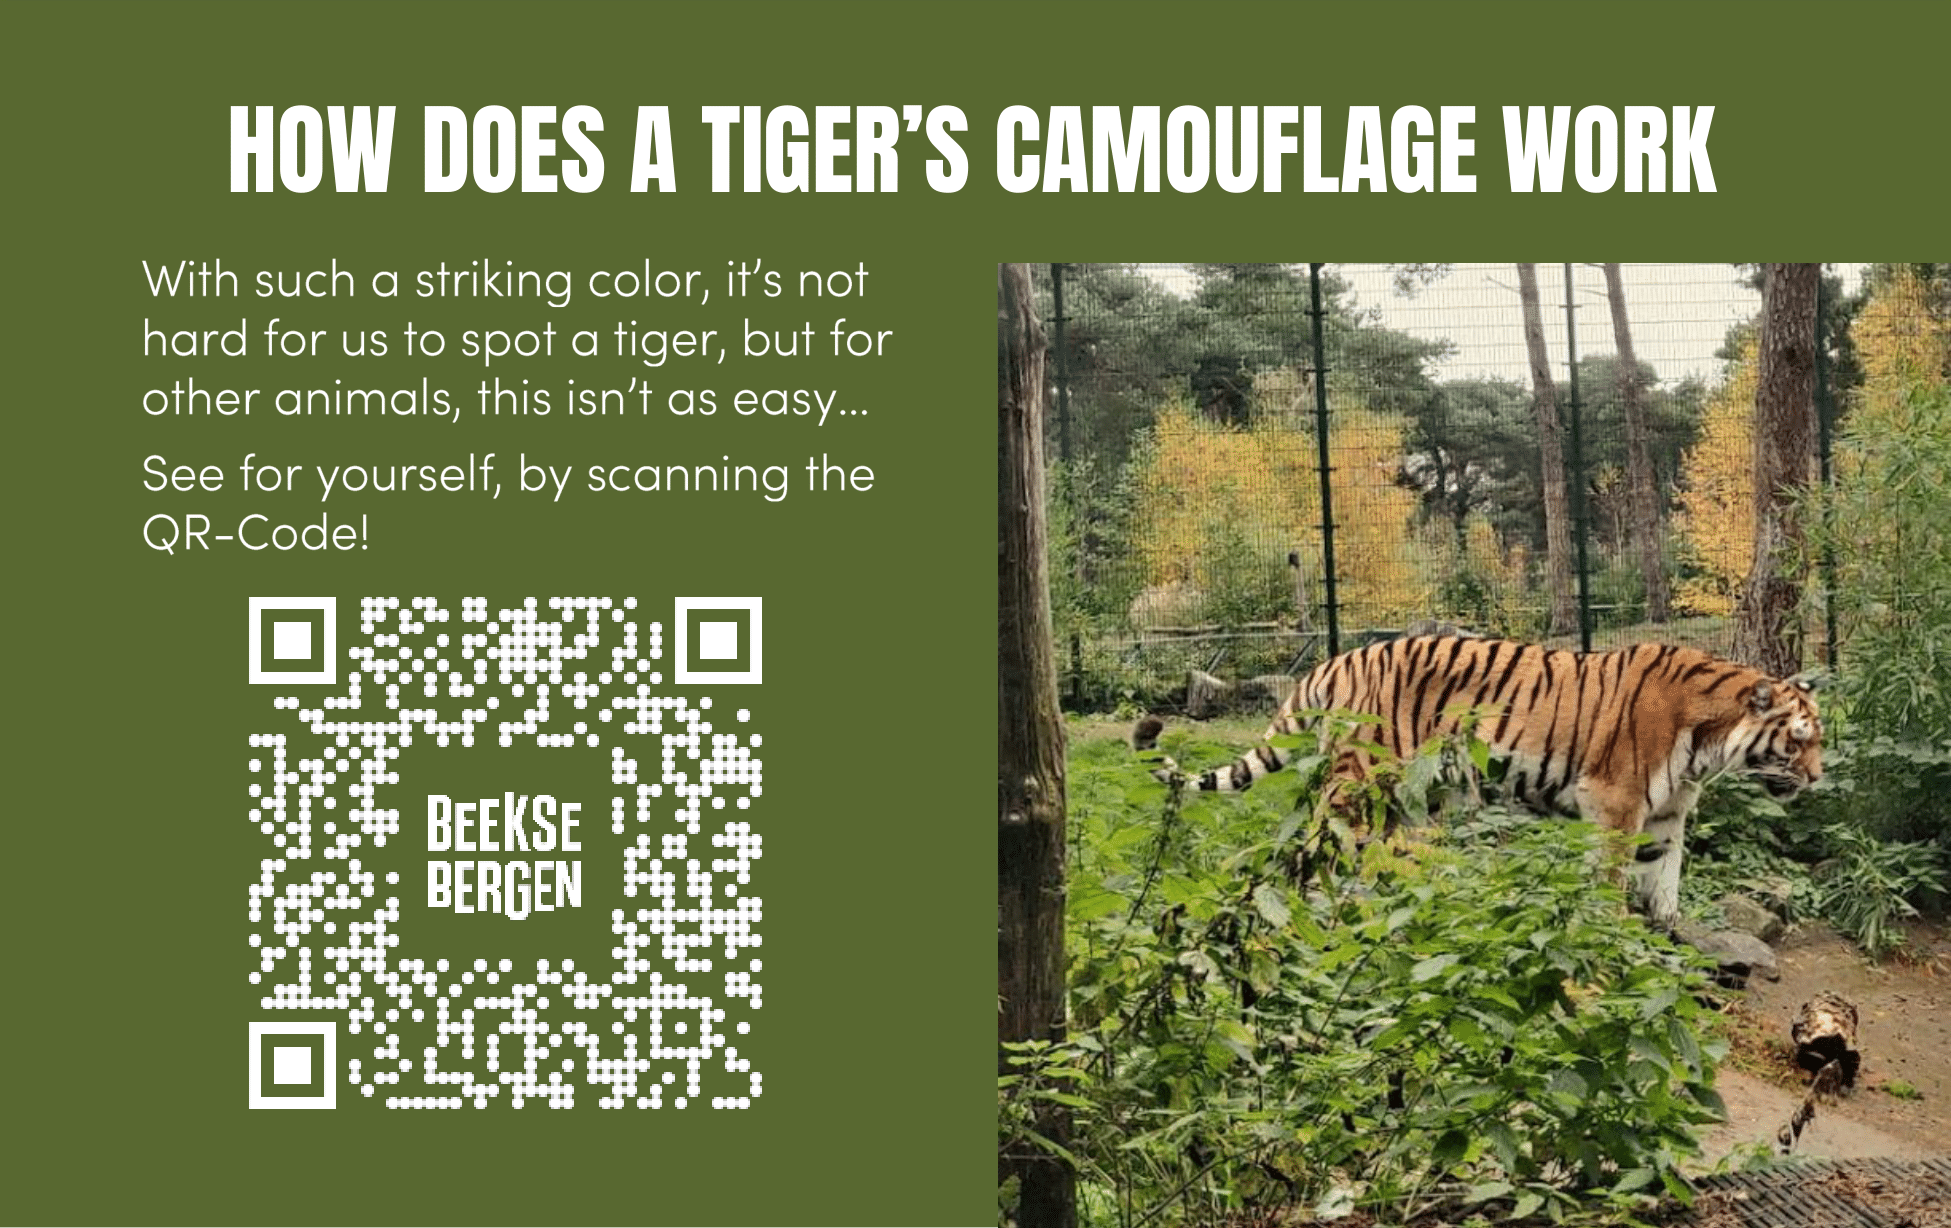 HOW DOES A TIGER’S CAMOUFLAGE WORK
With such a striking color, it’s not
hard for us to spot a tiger, but for
other animals, this isn’t as easy...
See for yourself, by scanning the
QR-Code!
BEEKSE
BERGEN